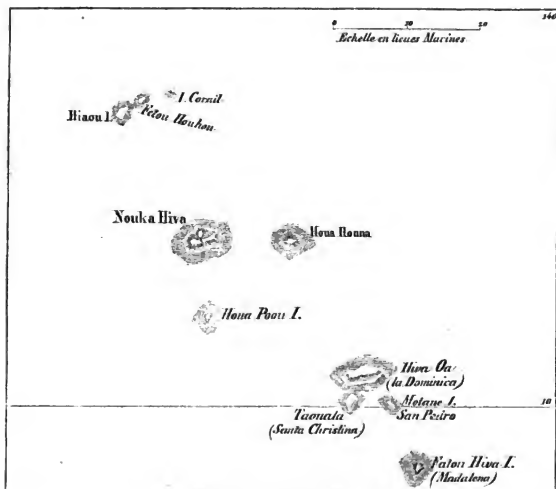 0 10 20 140
Echelle en lieues Marines
I. Cornil
Hiaou I.
Fetou Houhou
Nouka Hiva
Houa Houna
Houa Poou I.
Hiva Oa
(la Dominica)
10
Taouata
(Santa Christina)
Motane I.
San Pedro
Fatou Hiva I.
(Madalena)